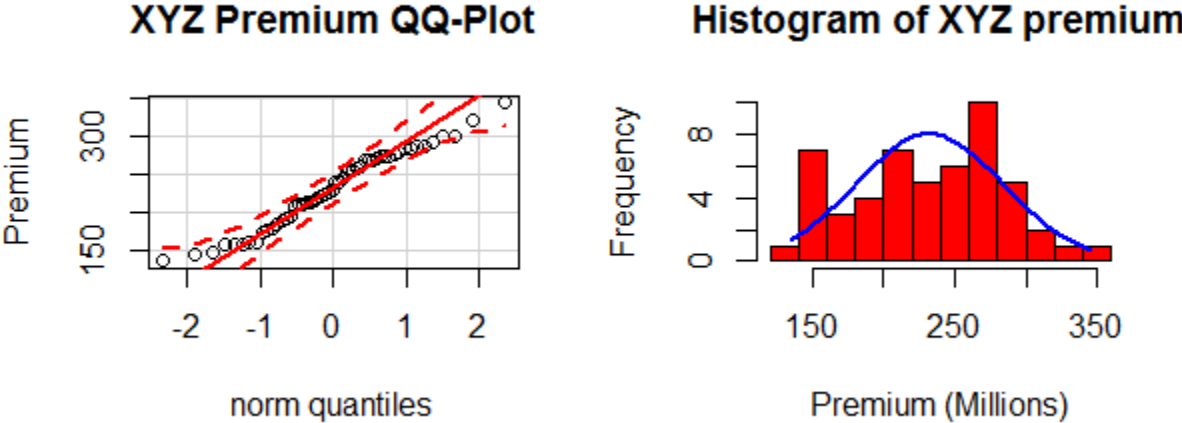 XYZ Premium QQ-Plot
Premium
300
150
-2 -1 0 1 2
norm quantiles
Histogram of XYZ premium
Frequency
8
4
0
150 250 350
Premium (Millions)